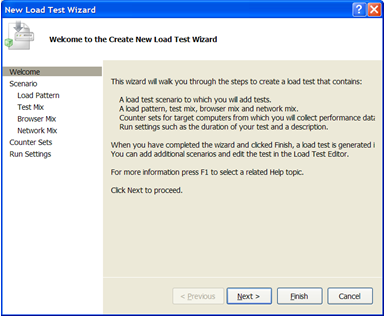 New Load Test Wizard
Welcome to the Create New Load Test Wizard
Welcome
Scenario
Load Pattern
Test Mix
Browser Mix
Network Mix
Counter Sets
Run Settings
This wizard will walk you through the steps to create a load test that contains:
A load test scenario to which you will add tests.
A load pattern, test mix, browser mix and network mix.
Counter sets for target computers from which you will collect performance data
Run settings such as the duration of your test and a description.
When you have completed the wizard and clicked Finish, a load test is generated i
You can add additional scenarios and edit the test in the Load Test Editor.
For more information press F1 to select a related Help topic.
Click Next to proceed.
< Previous
Next >
Finish
Cancel